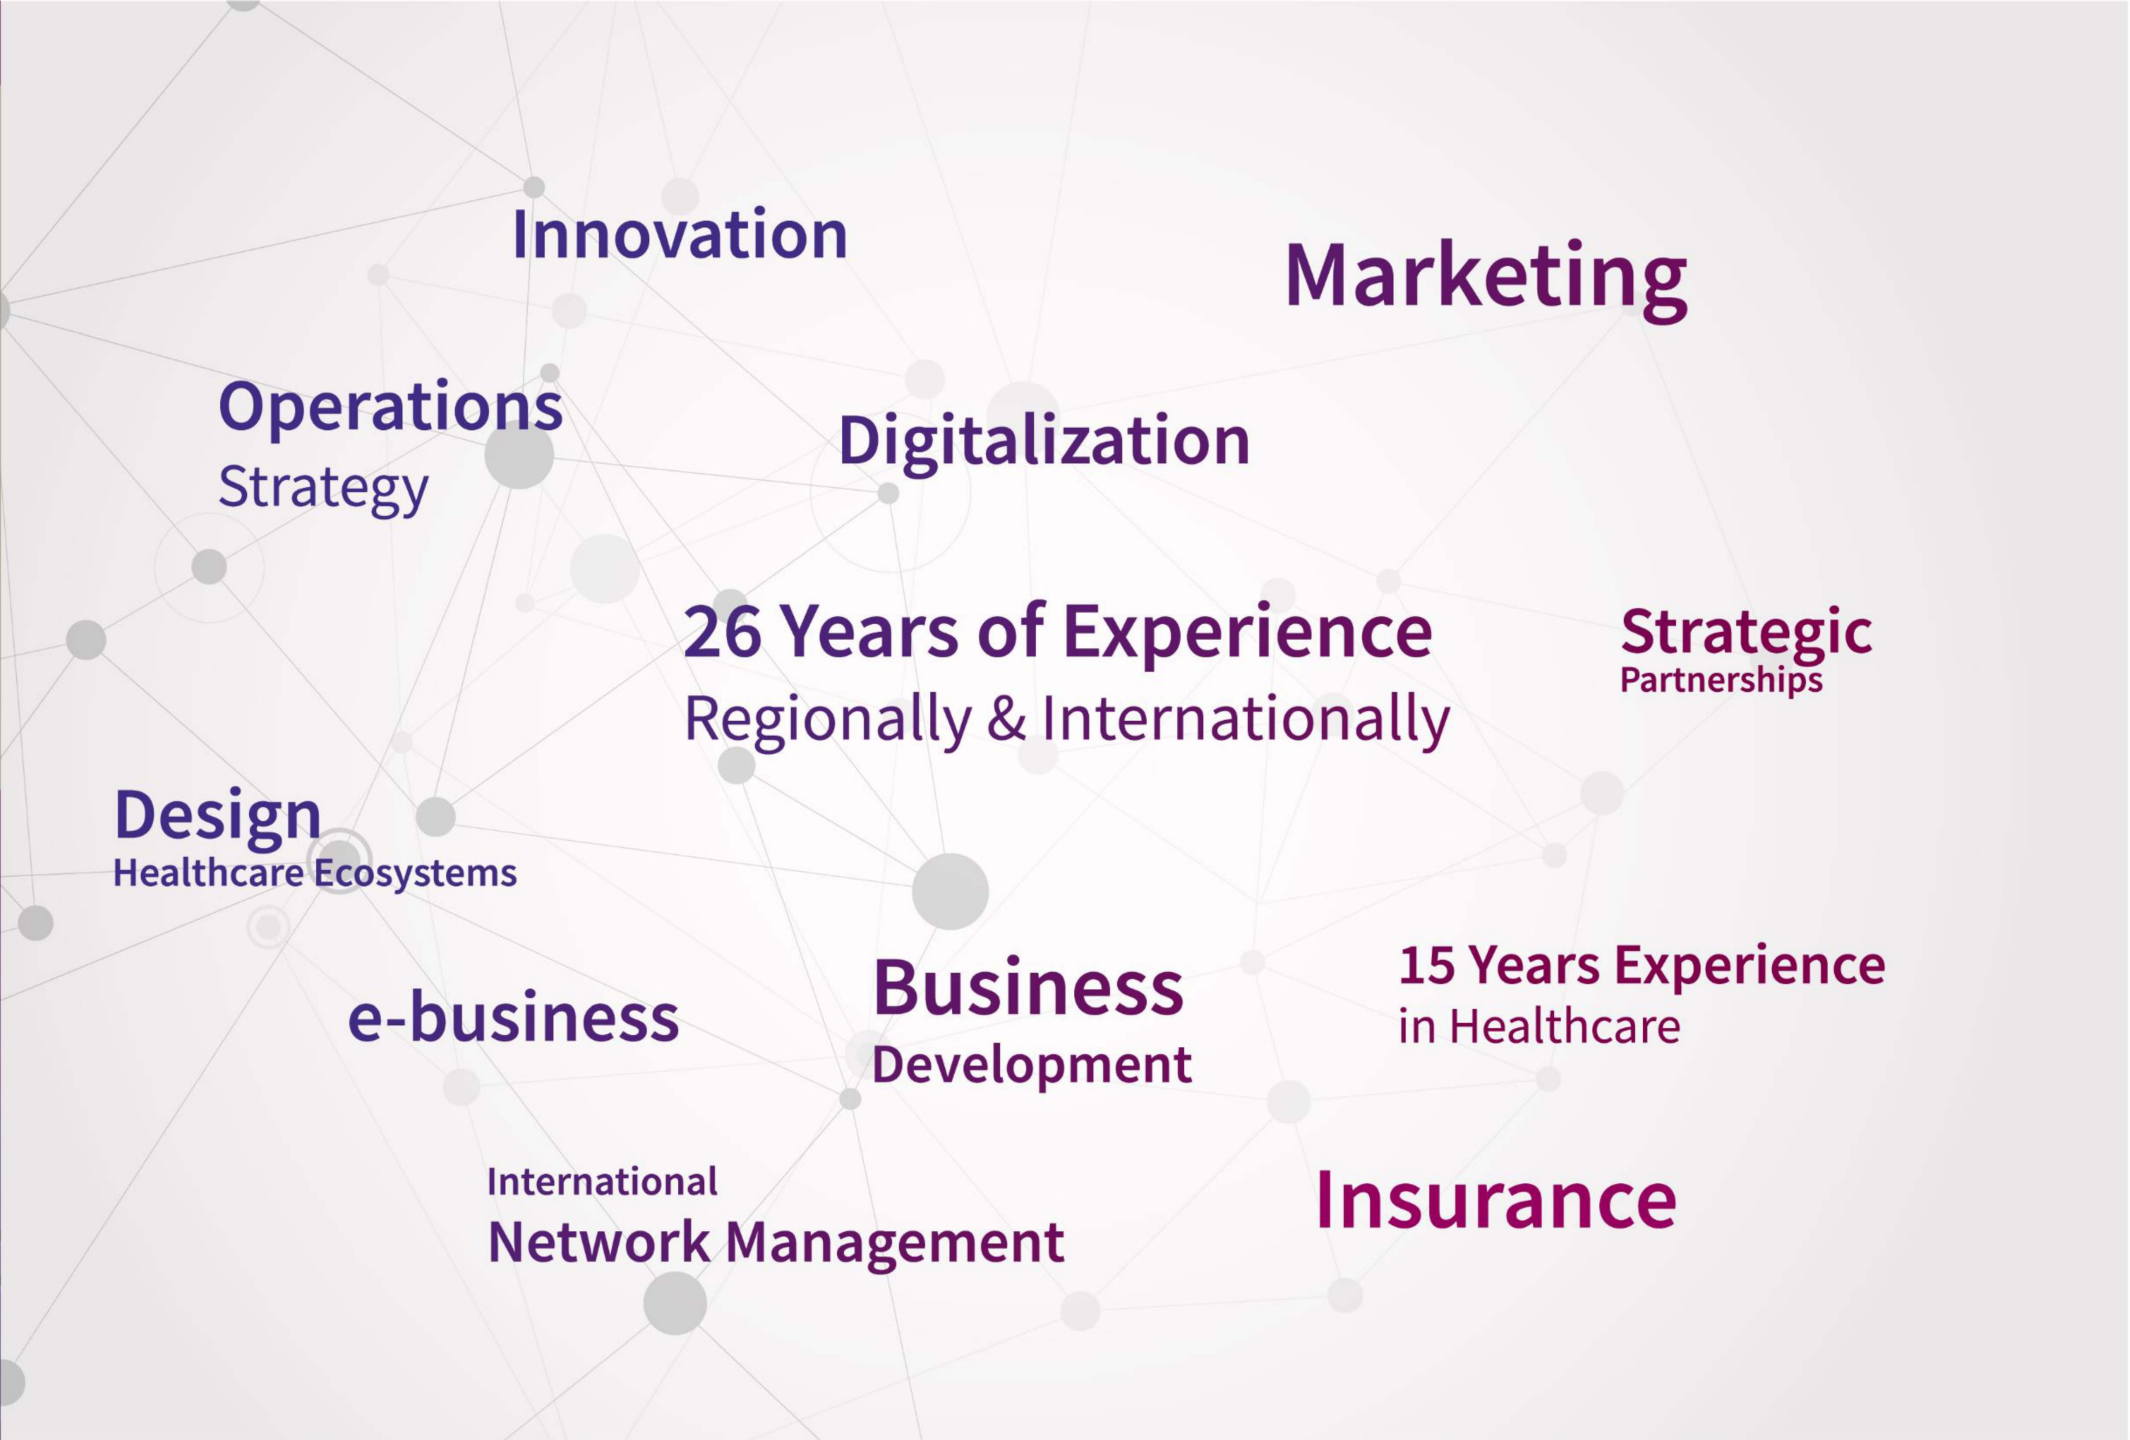 Innovation
Marketing
Operations
Strategy
Digitalization
26 Years of Experience
Regionally & Internationally
Strategic
Partnerships
Design
Healthcare Ecosystems
e-business
Business
Development
15 Years Experience
in Healthcare
International
Network Management
Insurance